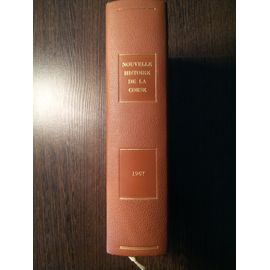 NOUVELLE
HISTOIRE
DE LA
CORSE
1967